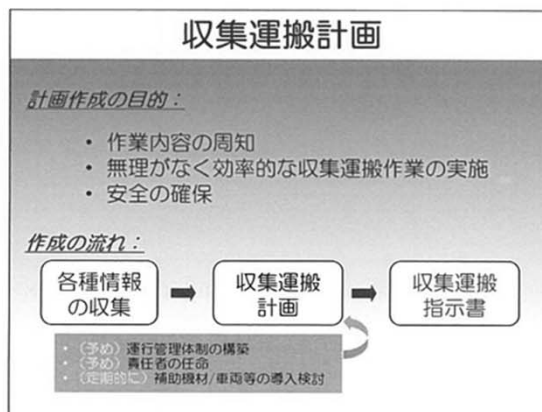 収集運搬計画
計画作成の目的：
・ 作業内容の周知
・ 無理がなく効率的な収集運搬作業の実施
・ 安全の確保
作成の流れ：
各種情報
の収集
収集運搬
計画
収集運搬
指示書
・ (予め) 運行管理体制の構築
・ (予め) 責任者の任命
・ (定期的に) 補助機材/車両等の導入検討